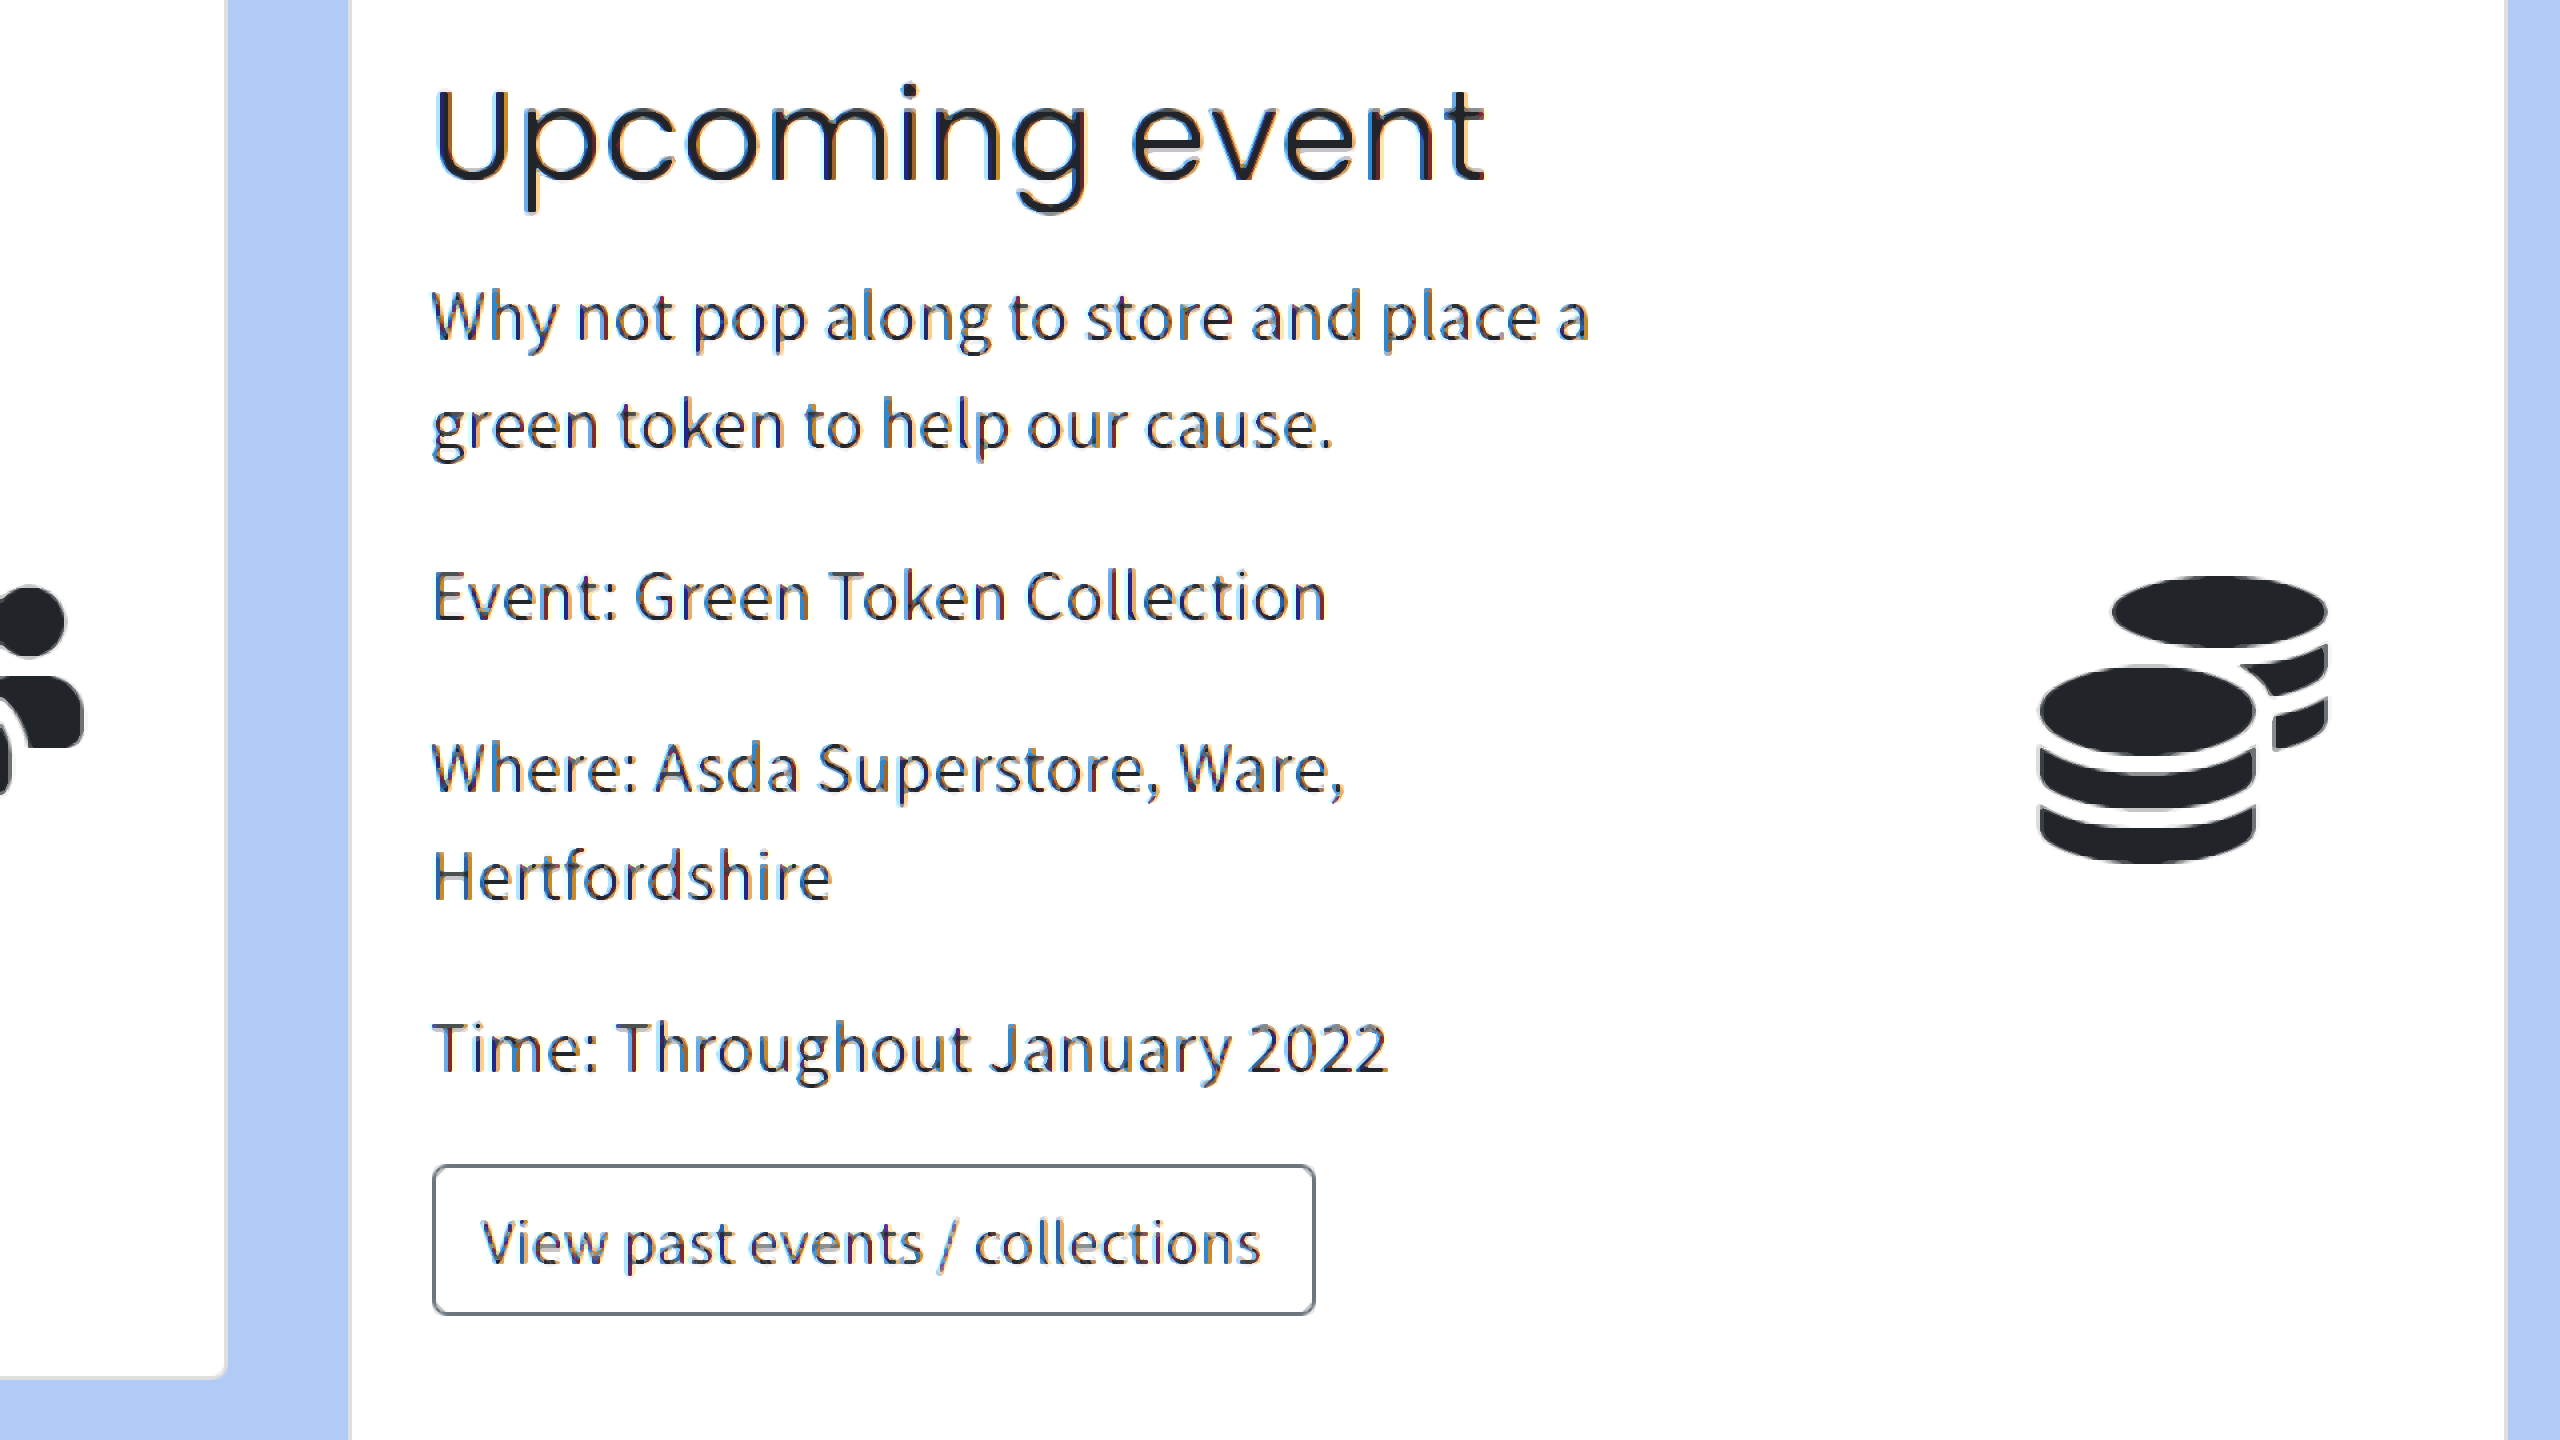 Upcoming event
Why not pop along to store and place a
green token to help our cause.
Event: Green Token Collection
Where: Asda Superstore, Ware,
Hertfordshire
Time: Throughout January 2022
View past events / collections